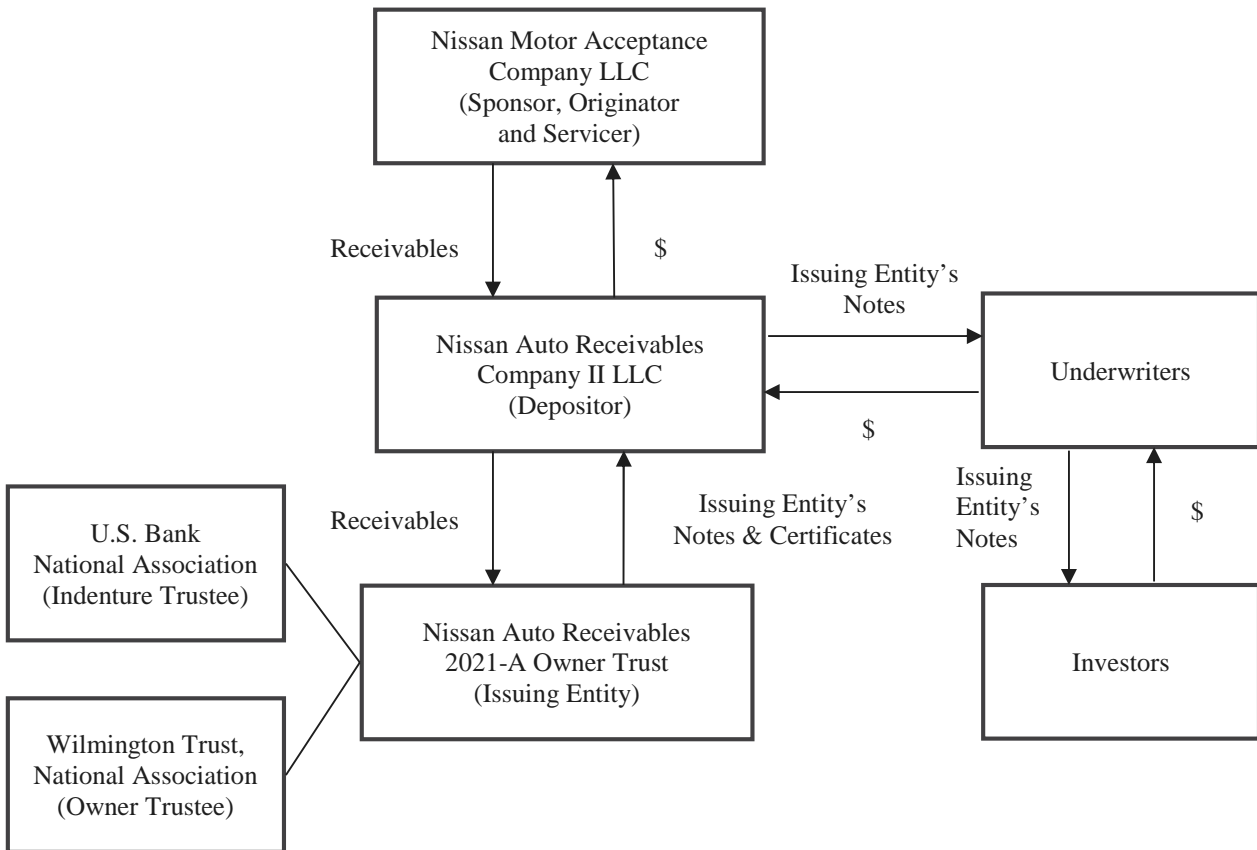 Nissan Motor Acceptance
Company LLC
(Sponsor, Originator
and Servicer)
Receivables
$
Issuing Entity’s
Notes
Nissan Auto Receivables
Company II LLC
(Depositor)
Underwriters
$
Receivables
Issuing Entity’s
Notes & Certificates
Issuing
Entity’s
Notes
$
U.S. Bank
National Association
(Indenture Trustee)
Nissan Auto Receivables
2021-A Owner Trust
(Issuing Entity)
Investors
Wilmington Trust,
National Association
(Owner Trustee)